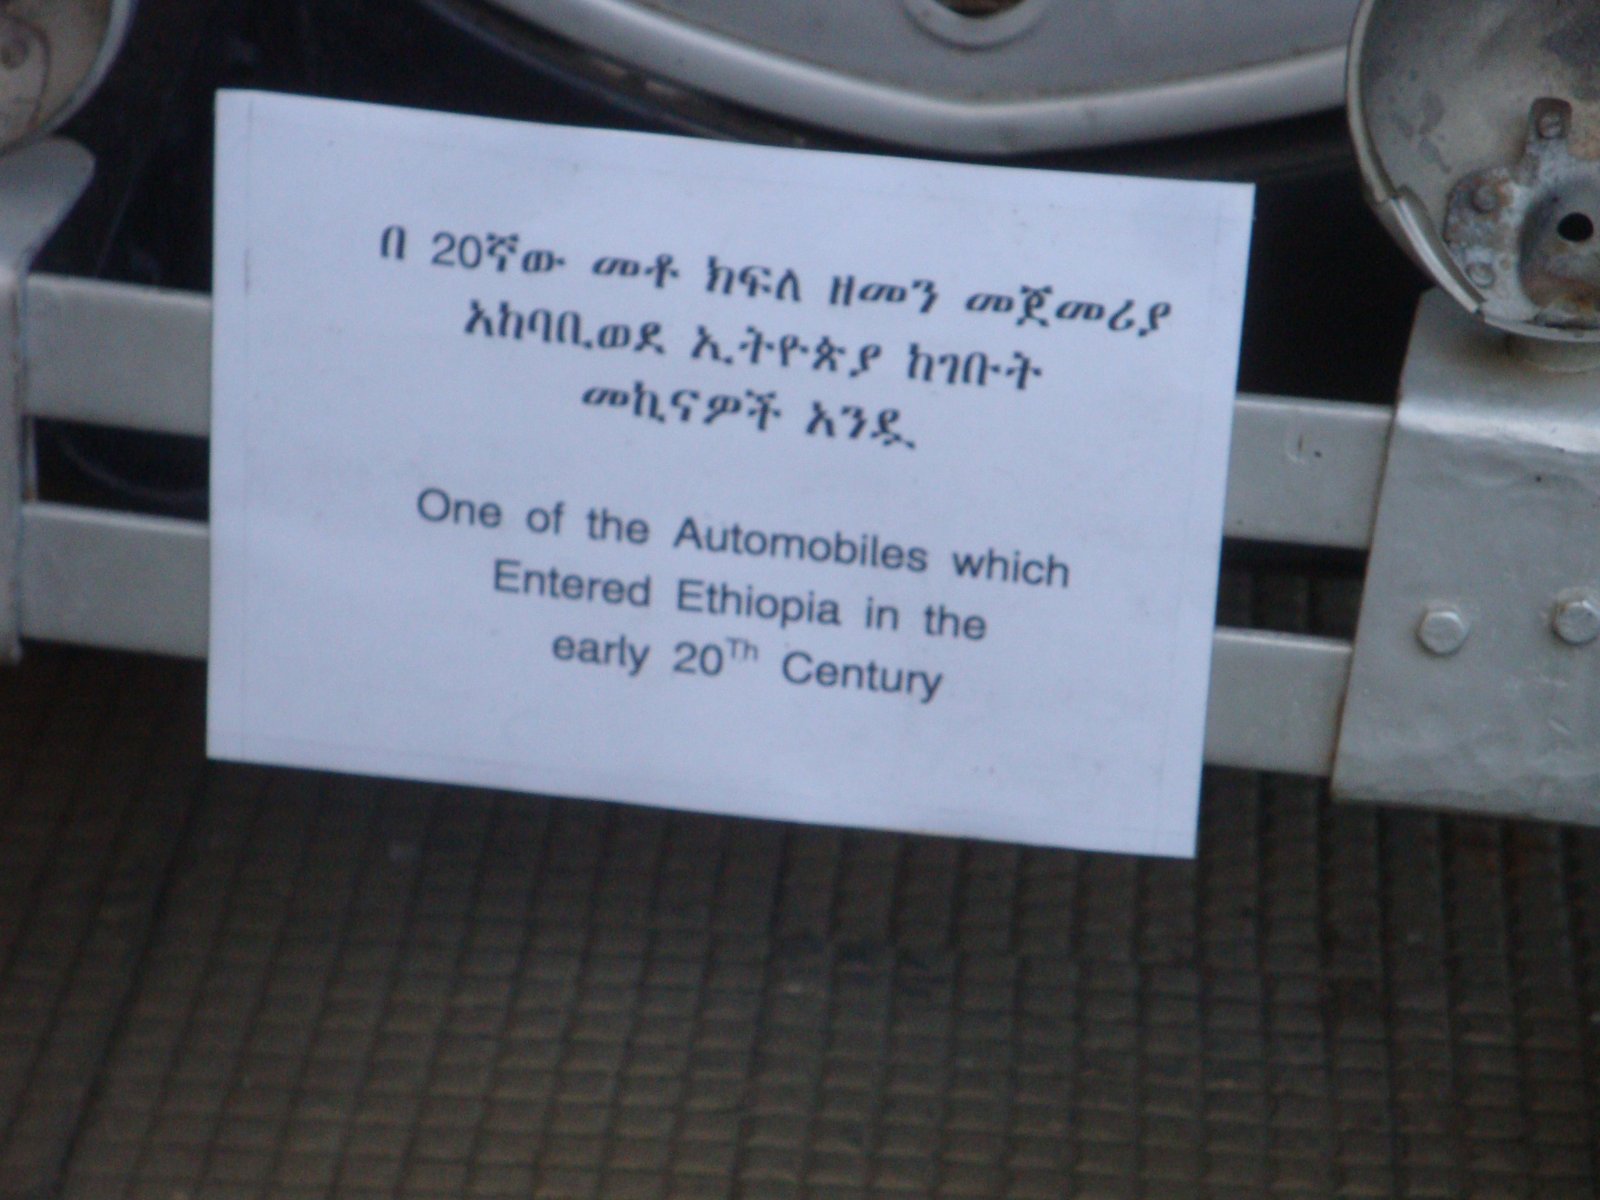 በ 20ኛው መቶ ክፍለ ዘመን መጀመሪያ
አከባቢ.ወደ ኢትዮጵያ ከገቡት
መኪናዎች አንዷ
One of the Automobiles which
Entered Ethiopia in the
early 20Th Century